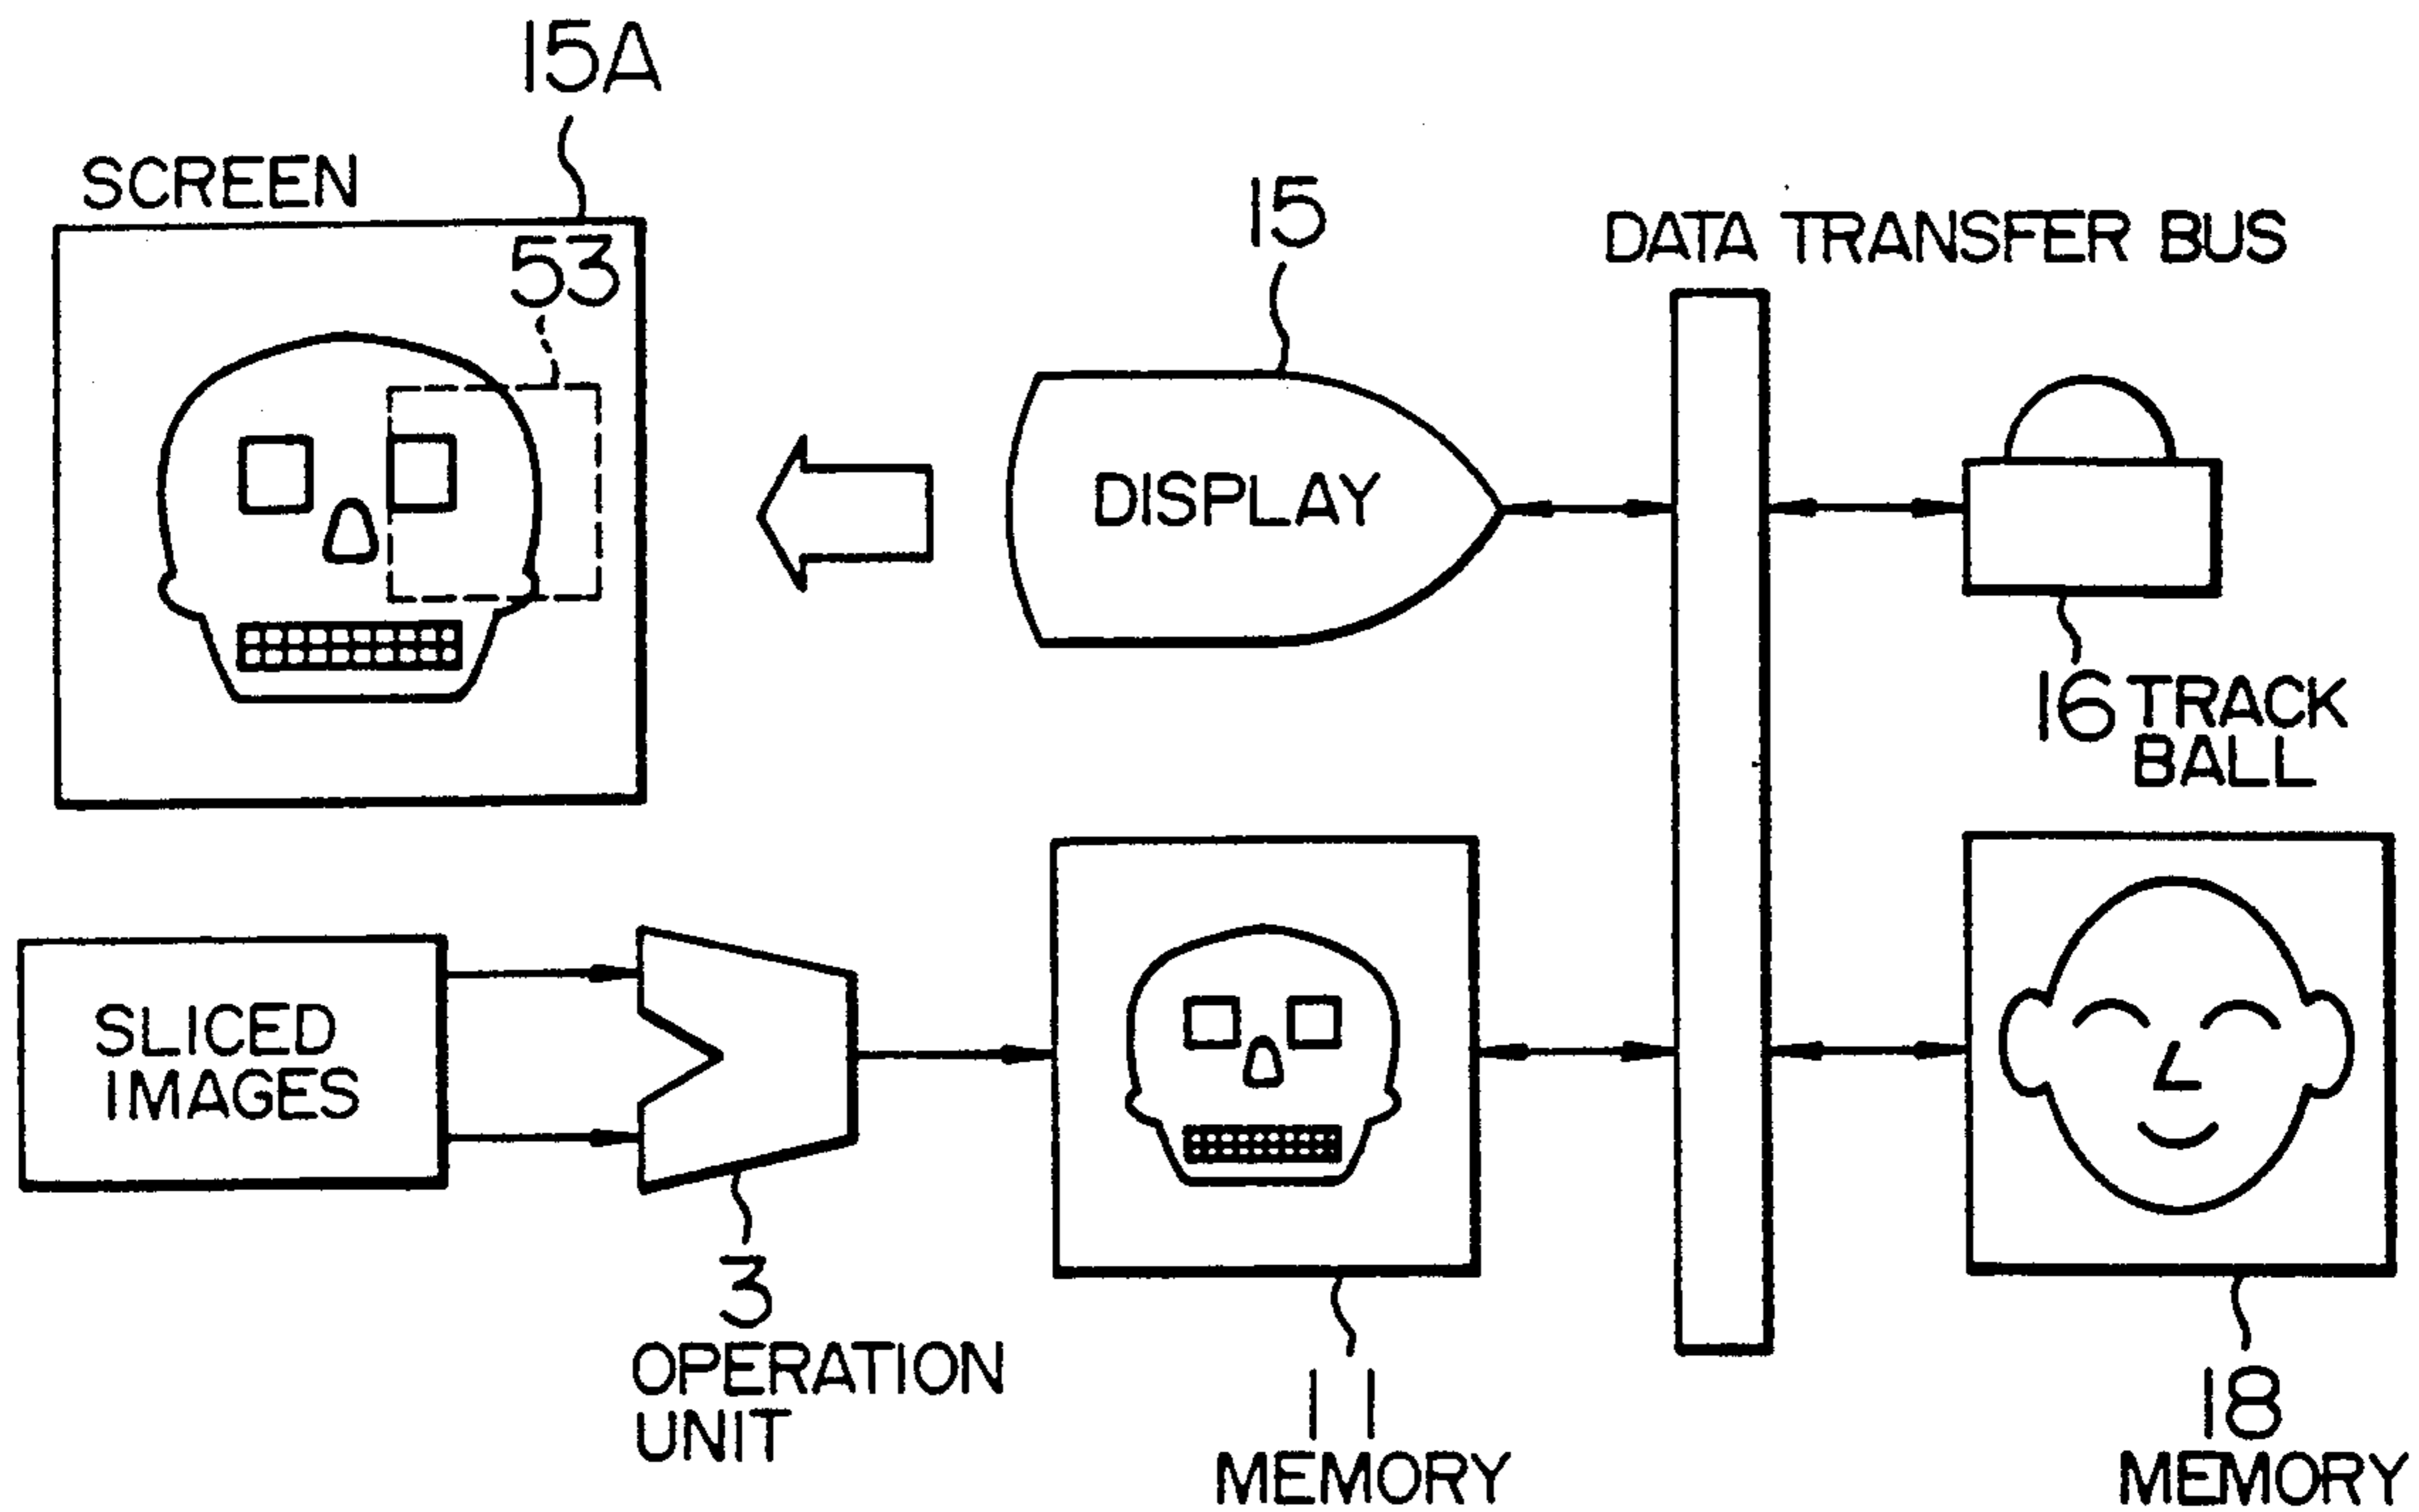 15A
SCREEN
53
15
DATA TRANSFER BUS
DISPLAY
16 TRACK
BALL
SLICED
IMAGES
3
OPERATION
UNIT
11
MEMORY
18
MEMORY